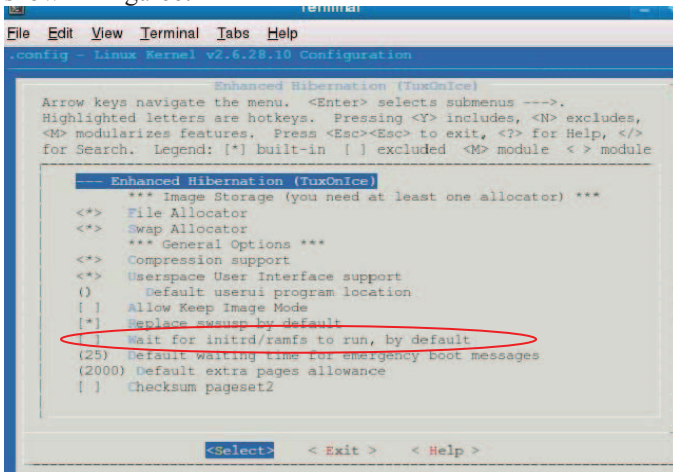 Terminal
File Edit View Terminal Tabs Help
.config - Linux Kernel v2.6.28.10 Configuration
Enhanced Hibernation (TuxOnIce)
Arrow keys navigate the menu. <Enter> selects submenus --->.
Highlighted letters are hotkeys. Pressing <Y> includes, <N> excludes,
<M> modularizes features. Press <Esc><Esc> to exit, <?> for Help, </>
for Search. Legend: [*] built-in [ ] excluded <M> module < > module
--- Enhanced Hibernation (TuxOnIce)
*** Image Storage (you need at least one allocator) ***
<*> File Allocator
<*> Swap Allocator
*** General Options ***
<*> Compression support
<*> Userspace User Interface support
() Default userui program location
[ ] Allow Keep Image Mode
[*] Replace swsusp by default
[ ] Wait for initrd/ramfs to run, by default
(25) Default waiting time for emergency boot messages
(2000) Default extra pages allowance
[ ] Checksum pageset2
<Select> < Exit > < Help >